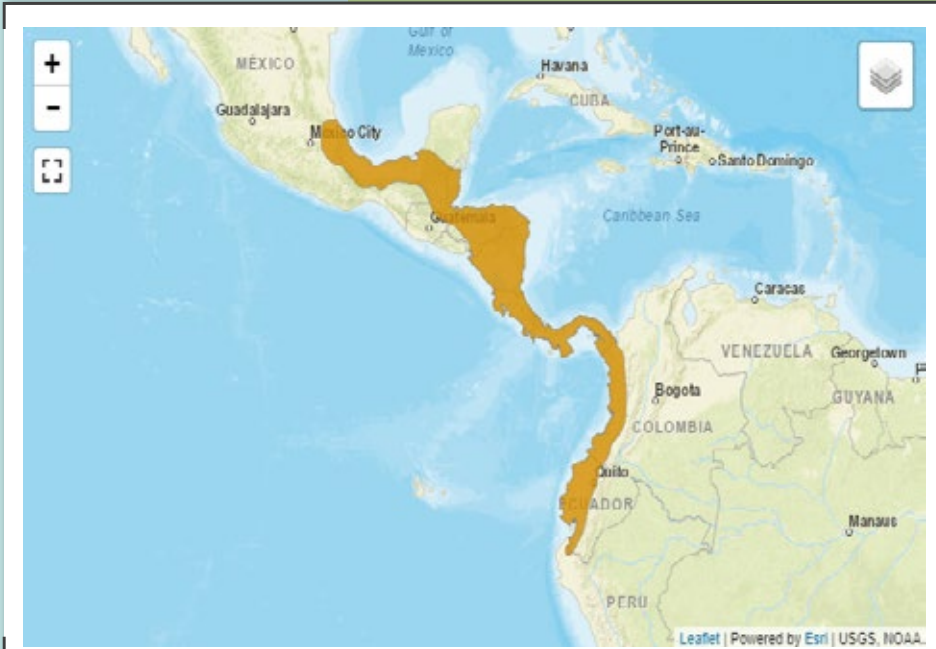 +
-
Gulf of
Mexico
MÉXICO
Havana
CUBA
Guadalajara
Mexico City
Port-au-
Prince
Santo Domingo
Guatemala
Caribbean Sea
Caracas
VENEZUELA
Georgetown
GUYANA
Bogota
COLOMBIA
Quito
ECUADOR
Manaus
PERU
Leaflet | Powered by Esri | USGS, NOAA...